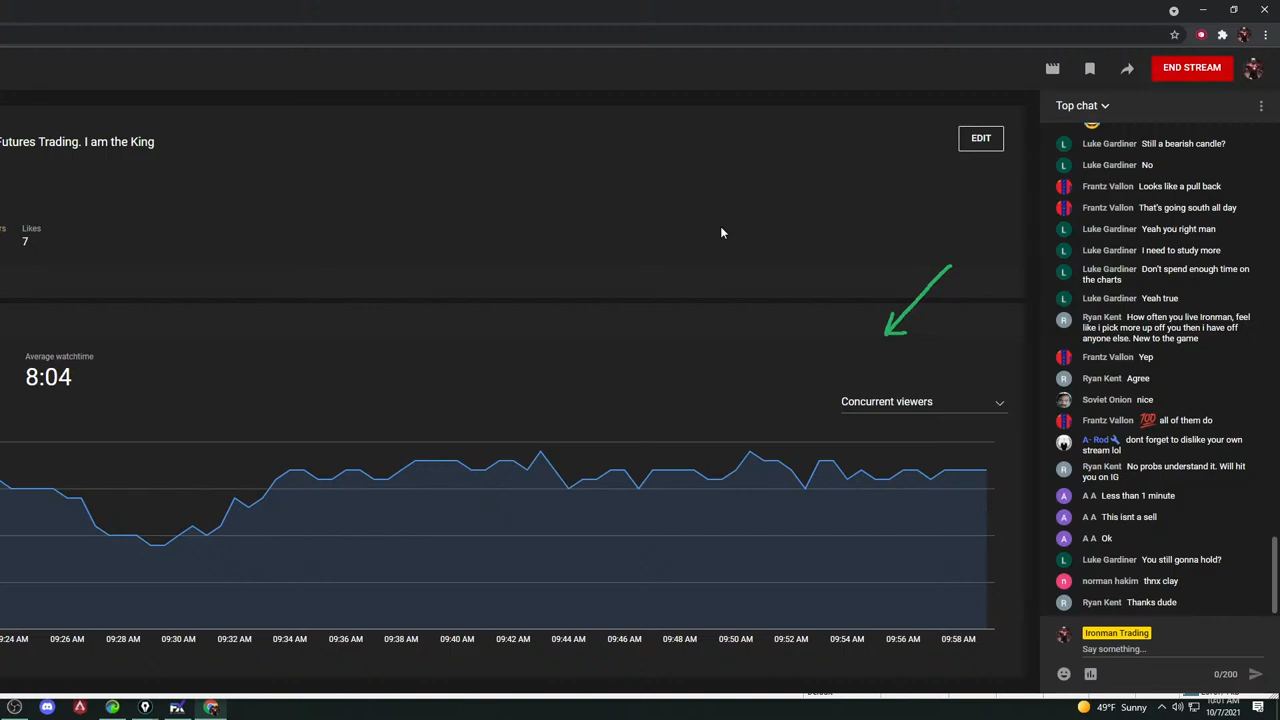 END STREAM
Top chat
Futures Trading. I am the King
EDIT
Likes
7
Average watchtime
8:04
Concurrent viewers
09:24 AM 09:26 AM 09:28 AM 09:30 AM 09:32 AM 09:34 AM 09:36 AM 09:38 AM 09:40 AM 09:42 AM 09:44 AM 09:46 AM 09:48 AM 09:50 AM 09:52 AM 09:54 AM 09:56 AM 09:58 AM
Luke Gardiner Still a bearish candle?
Luke Gardiner No
Frantz Vallon Looks like a pull back
Frantz Vallon That's going south all day
Luke Gardiner Yeah you right man
Luke Gardiner I need to study more
Luke Gardiner Don't spend enough time on
the charts
Luke Gardiner Yeah true
Ryan Kent How often you live Ironman, feel
like i pick more up off you then i have off
anyone else. New to the game
Frantz Vallon Yep
Ryan Kent Agree
Soviet Onion nice
Frantz Vallon 💯 all of them do
A- Rod dont forget to dislike your own
stream lol
Ryan Kent No probs understand it. Will hit
you on IG
A A Less than 1 minute
A A This isnt a sell
A A Ok
Luke Gardiner You still gonna hold?
norman hakim thnx clay
Ryan Kent Thanks dude
Ironman Trading
Say something...
0/200
49°F Sunny
10:01 AM
10/7/2021